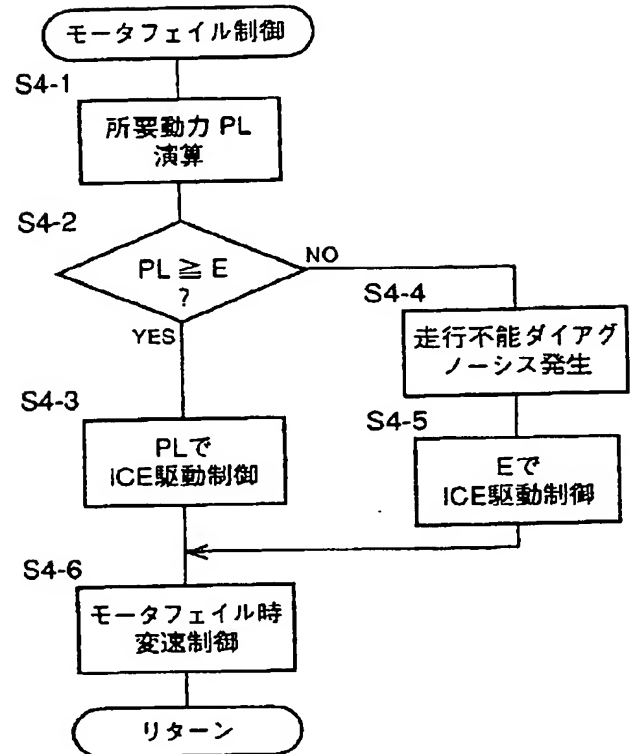 モータフェイル制御
S4-1
所要動力 PL
演算
S4-2
PL ≧ E
?
NO
YES
S4-4
走行不能ダイアグ
ノーシス発生
S4-3
PLで
ICE駆動制御
S4-5
Eで
ICE駆動制御
S4-6
モータフェイル時
変速制御
リターン